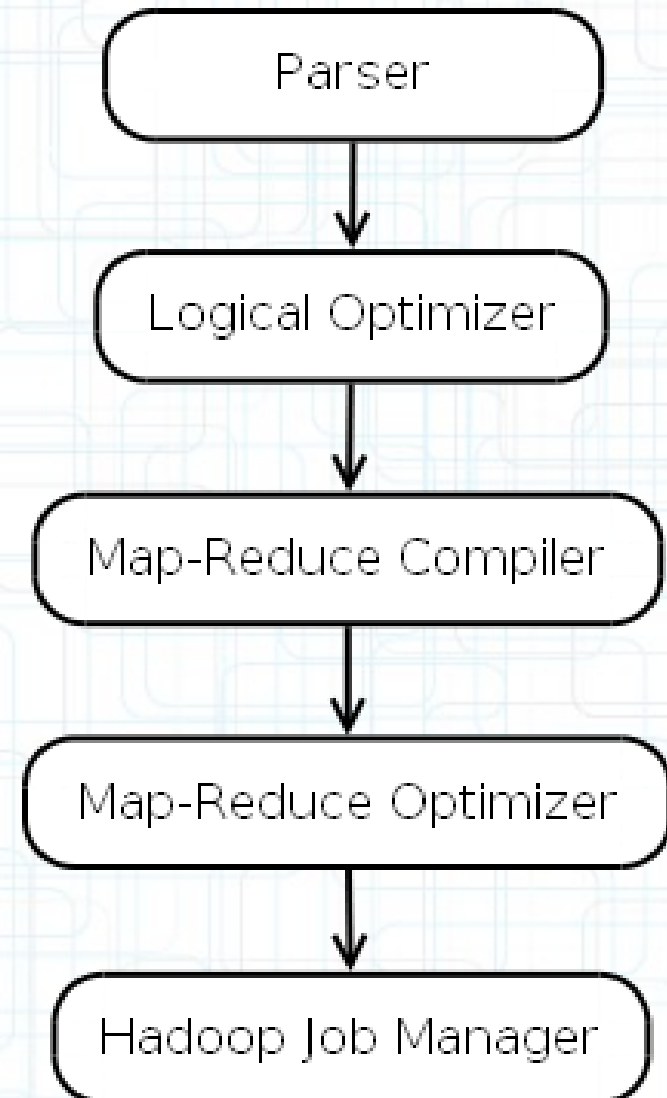 Parser
Logical Optimizer
Map-Reduce Compiler
Map-Reduce Optimizer
Hadoop Job Manager